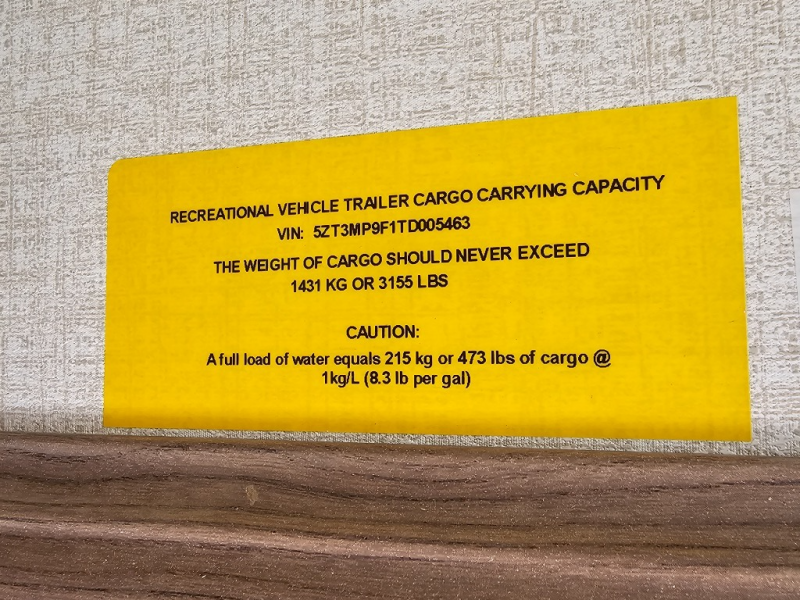 RECREATIONAL VEHICLE TRAILER CARGO CARRYING CAPACITY
VIN: 5ZT3MP9F1TD005463
THE WEIGHT OF CARGO SHOULD NEVER EXCEED
1431 KG OR 3155 LBS
CAUTION:
A full load of water equals 215 kg or 473 lbs of cargo @
1kg/L (8.3 lb per gal)